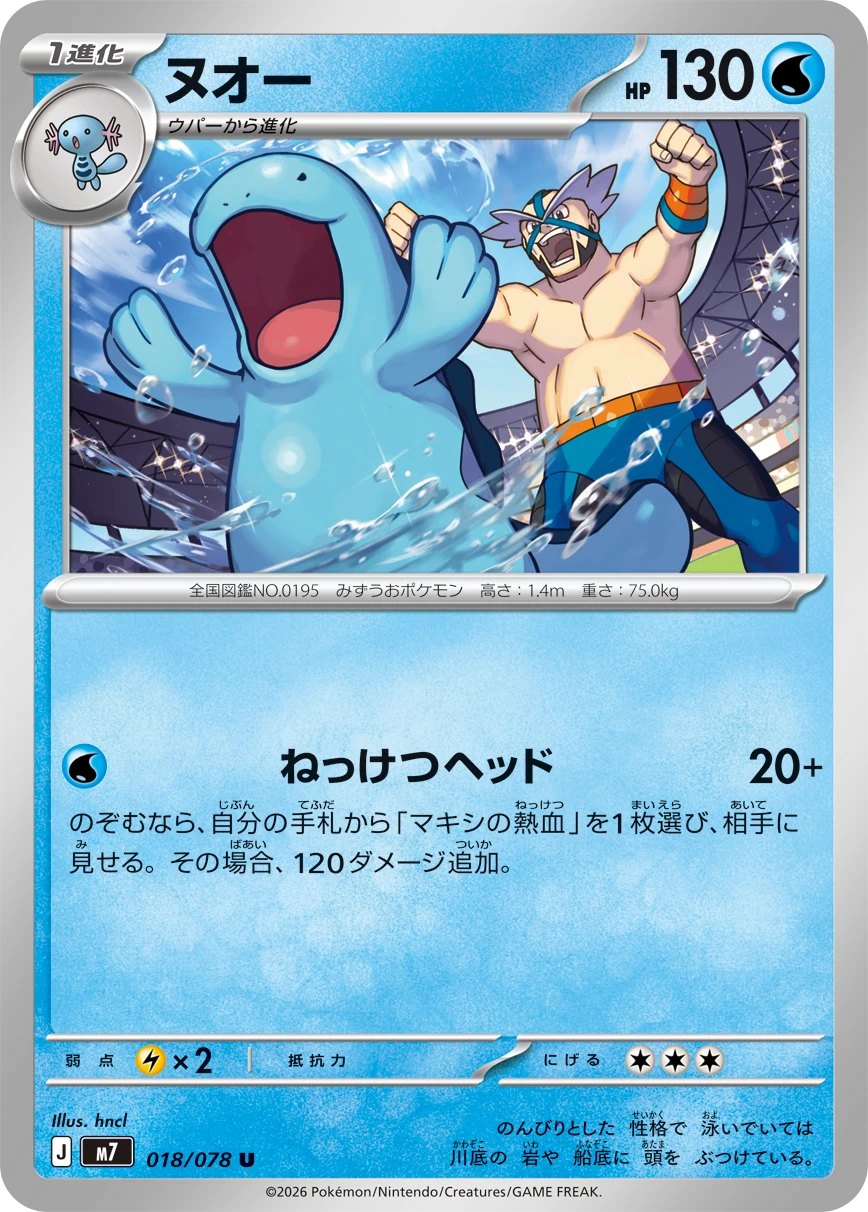 1進化
ヌオー
HP 130
ウパーから進化
全国図鑑NO.0195 みずうおポケモン 高さ：1.4m 重さ：75.0kg
ねっけつヘッド 20+
のぞむなら、自分の手札から「マキシの熱血」を1枚選び、相手に
見せる。その場合、120ダメージ追加。
弱点 ×2 抵抗力 にげる
Illus. hncl
のんびりとした 性格で 泳いでいては
川底の 岩や 船底に 頭を ぶつけている。
J M7 018/078 U
©2026 Pokémon/Nintendo/Creatures/GAME FREAK.